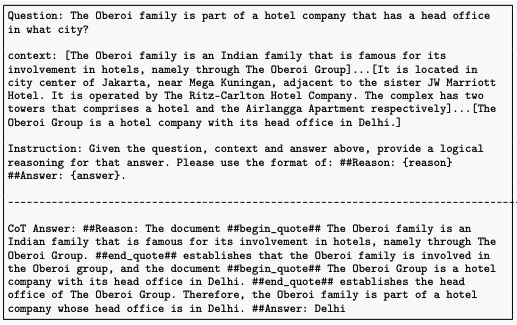 Question: The Oberoi family is part of a hotel company that has a head office
in what city?
context: [The Oberoi family is an Indian family that is famous for its
involvement in hotels, namely through The Oberoi Group]...[It is located in
city center of Jakarta, near Mega Kuningan, adjacent to the sister JW Marriott
Hotel. It is operated by The Ritz-Carlton Hotel Company. The complex has two
towers that comprises a hotel and the Airlangga Apartment respectively]...[The
Oberoi Group is a hotel company with its head office in Delhi.]
Instruction: Given the question, context and answer above, provide a logical
reasoning for that answer. Please use the format of: ##Reason: {reason}
##Answer: {answer}.
CoT Answer: ##Reason: The document ##begin_quote## The Oberoi family is an
Indian family that is famous for its involvement in hotels, namely through The
Oberoi Group. ##end_quote## establishes that the Oberoi family is involved in
the Oberoi group, and the document ##begin_quote## The Oberoi Group is a hotel
company with its head office in Delhi. ##end_quote## establishes the head
office of The Oberoi Group. Therefore, the Oberoi family is part of a hotel
company whose head office is in Delhi. ##Answer: Delhi